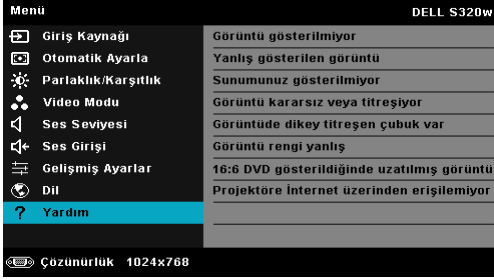 Menü DELL S320w
Giriş Kaynağı Görüntü gösterilmiyor
Otomatik Ayarla Yanlış gösterilen görüntü
Parlaklık/Karşıtlık Sunumunuz gösterilmiyor
Video Modu Görüntü kararsız veya titreşiyor
Ses Seviyesi Görüntüde dikey titreşen çubuk var
Ses Girişi Görüntü rengi yanlış
Gelişmiş Ayarlar 16:6 DVD gösterildiğinde uzatılmış görüntü
Dil Projektöre İnternet üzerinden erişilemiyor
? Yardım
Çözünürlük 1024x768